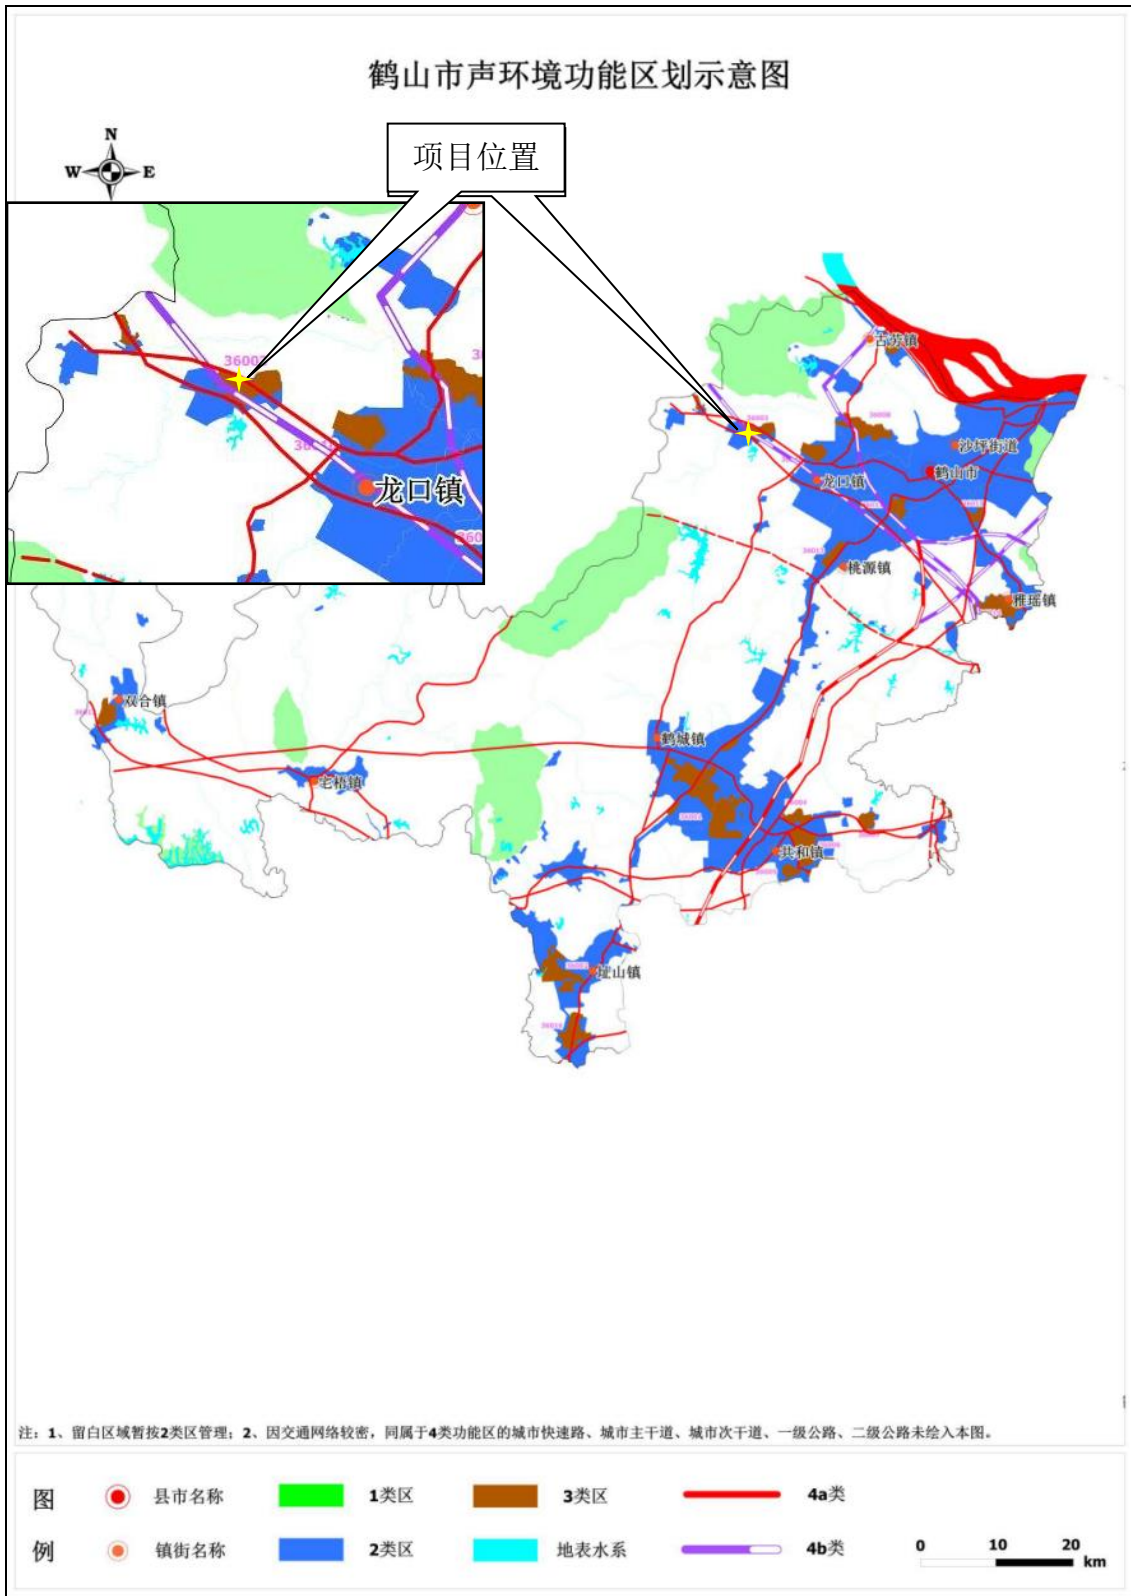 鹤山市声环境功能区划示意图
项目位置
N
W E
龙口镇
古劳镇
沙坪街道
鹤山市
龙口镇
桃源镇
雅瑶镇
双合镇
鹤城镇
宅梧镇
共和镇
址山镇
注：1、留白区域暂按2类区管理；2、因交通网络较密，同属于4类功能区的城市快速路、城市主干道、城市次干道、一级公路、二级公路未绘入本图。
图 县市名称 1类区 3类区 4a类
例 镇街名称 2类区 地表水系 4b类
0 10 20
km